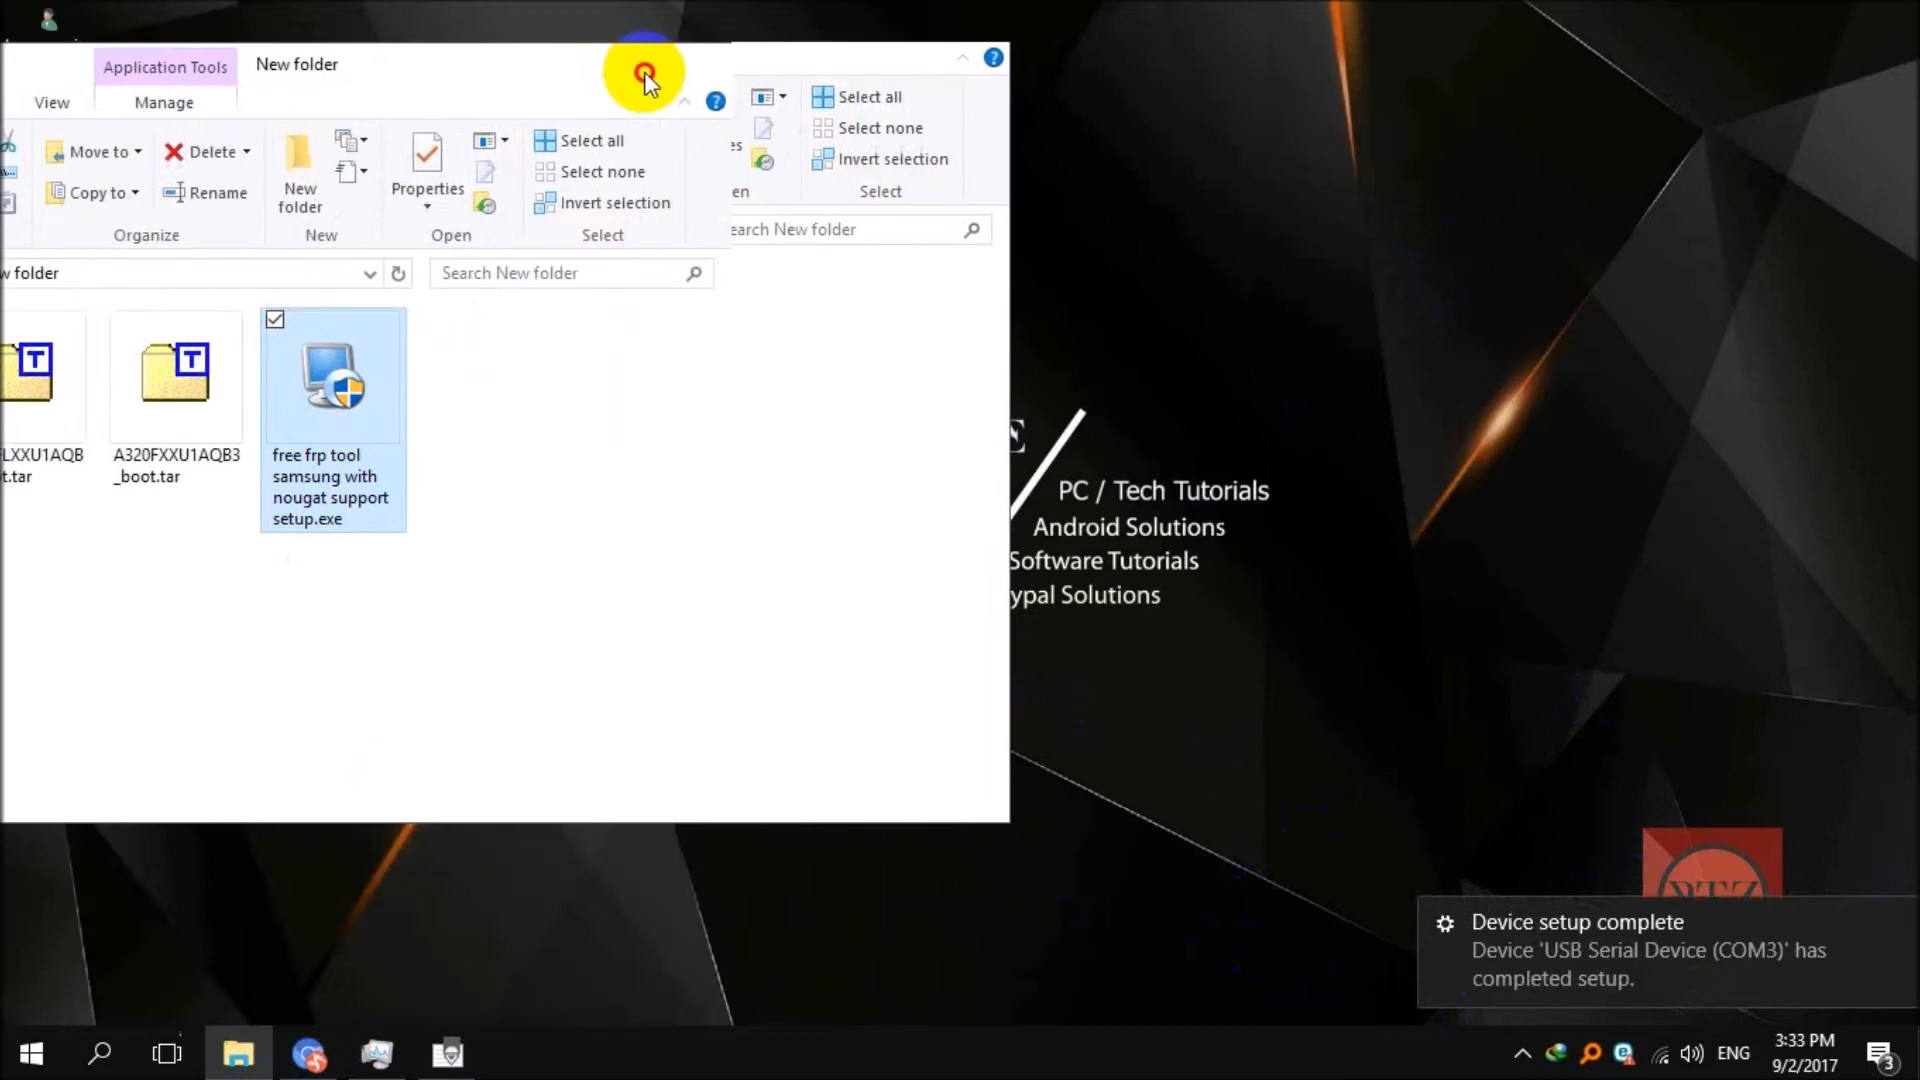 Application Tools
New folder
View
Manage
Select all
Select none
Invert selection
Select
Move to
Delete
Copy to
Rename
New
folder
Properties
Select all
Select none
Invert selection
Organize
New
Open
Select
Search New folder
LXXU1AQB
t.tar
A320FXXU1AQB3
_boot.tar
free frp tool
samsung with
nougat support
setup.exe
T
T
PC / Tech Tutorials
Android Solutions
Software Tutorials
ypal Solutions
Device setup complete
Device 'USB Serial Device (COM3)' has
completed setup.
ENG
3:33 PM
9/2/2017
3